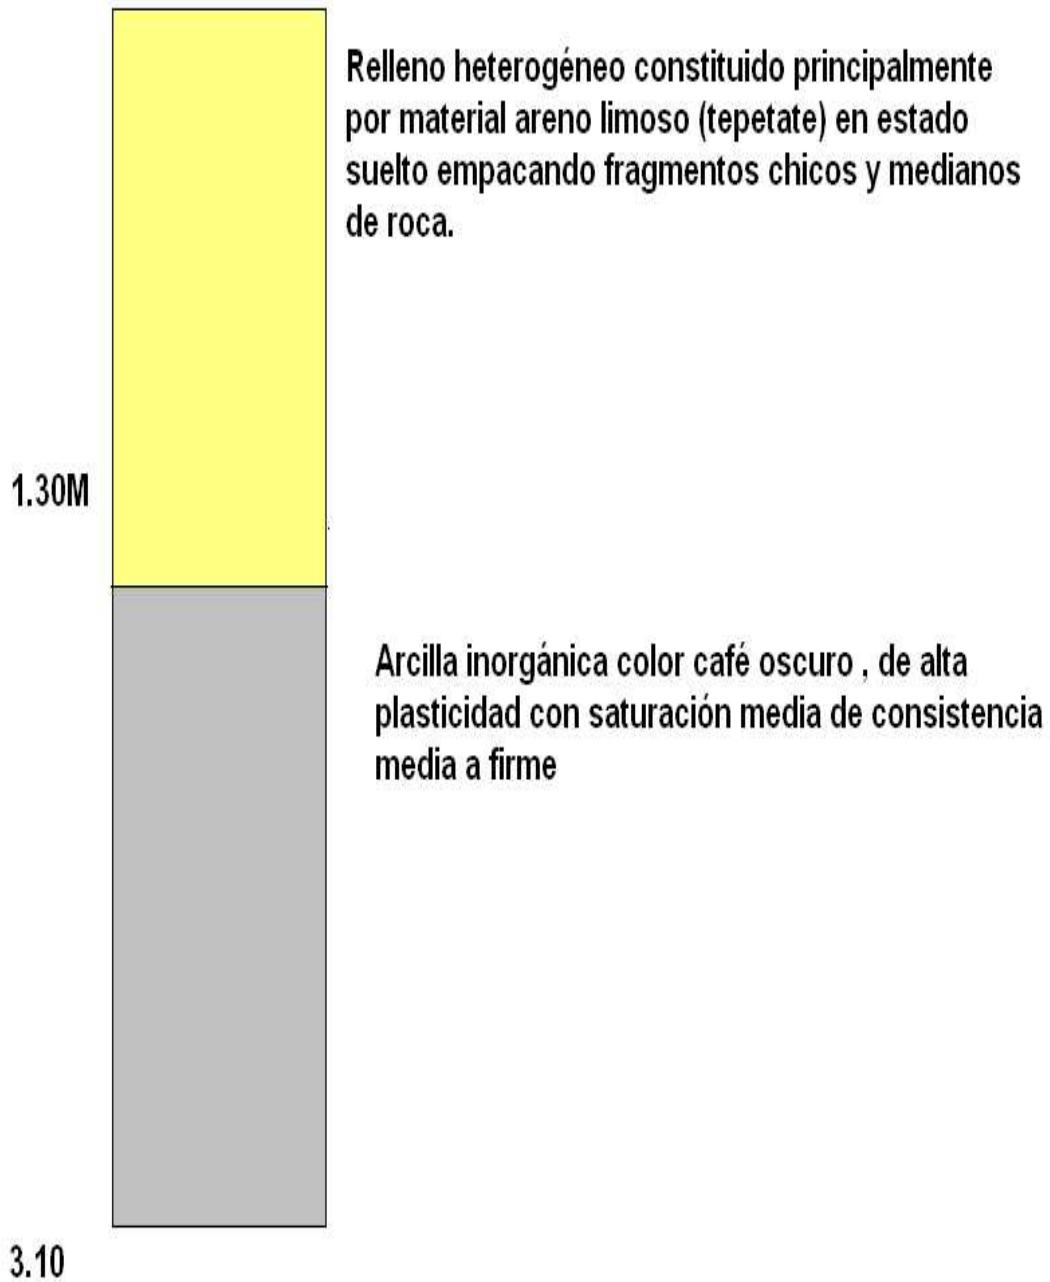 Relleno heterogéneo constituido principalmente
por material areno limoso (tepetate) en estado
suelto empacando fragmentos chicos y medianos
de roca.
1.30M
Arcilla inorgánica color café oscuro , de alta
plasticidad con saturación media de consistencia
media a firme
3.10